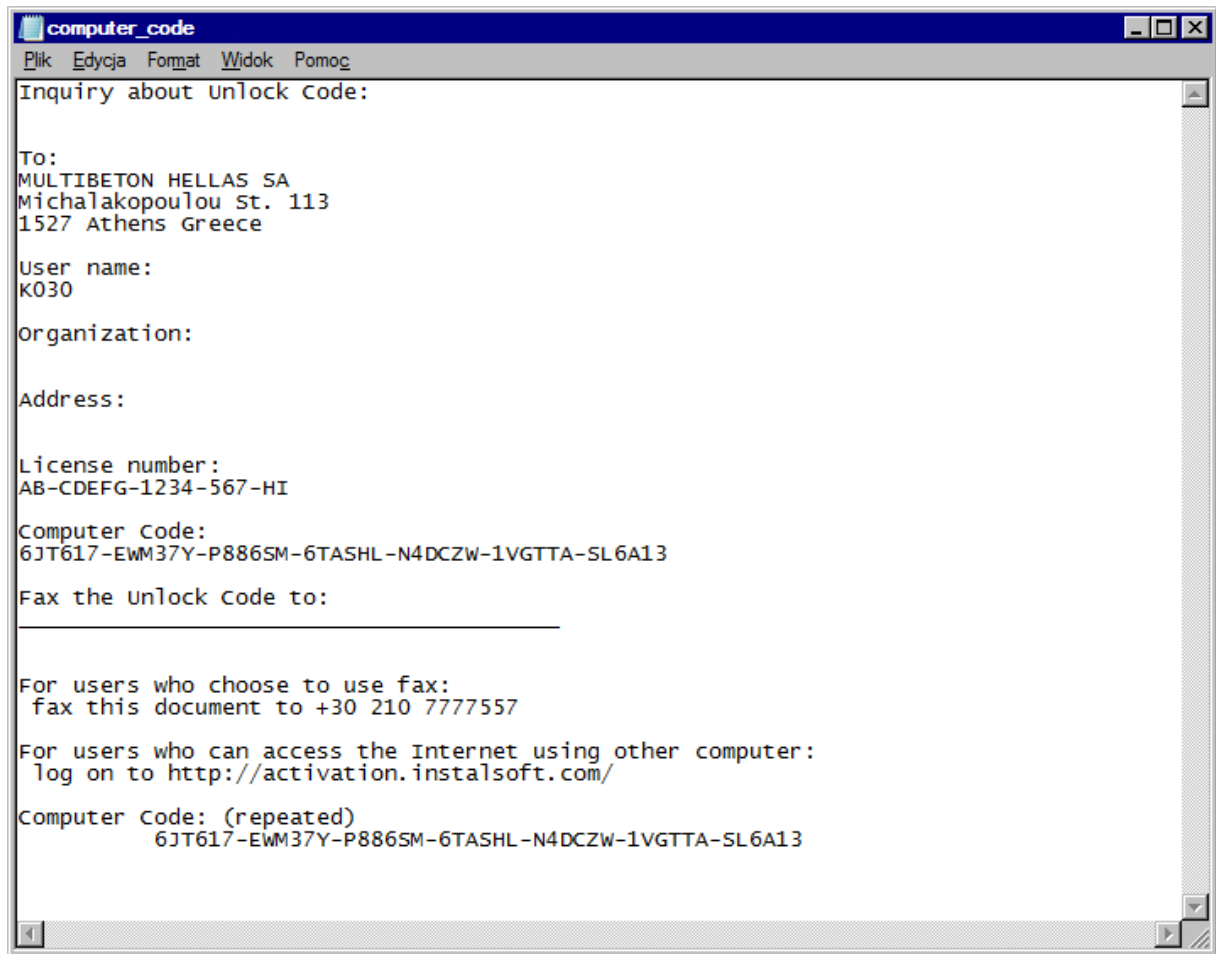 computer_code
Plik Edycja Format Widok Pomoc
Inquiry about Unlock Code:
To:
MULTIBETON HELLAS SA
Michalakopoulou St. 113
1527 Athens Greece
User name:
K030
Organization:
Address:
License number:
AB-CDEFG-1234-567-HI
Computer Code:
6JT617-EWM37Y-P886SM-6TASHL-N4DCZW-1VGTTA-SL6A13
Fax the Unlock Code to:
For users who choose to use fax:
fax this document to +30 210 7777557
For users who can access the Internet using other computer:
log on to http://activation.instalsoft.com/
Computer Code: (repeated)
6JT617-EWM37Y-P886SM-6TASHL-N4DCZW-1VGTTA-SL6A13